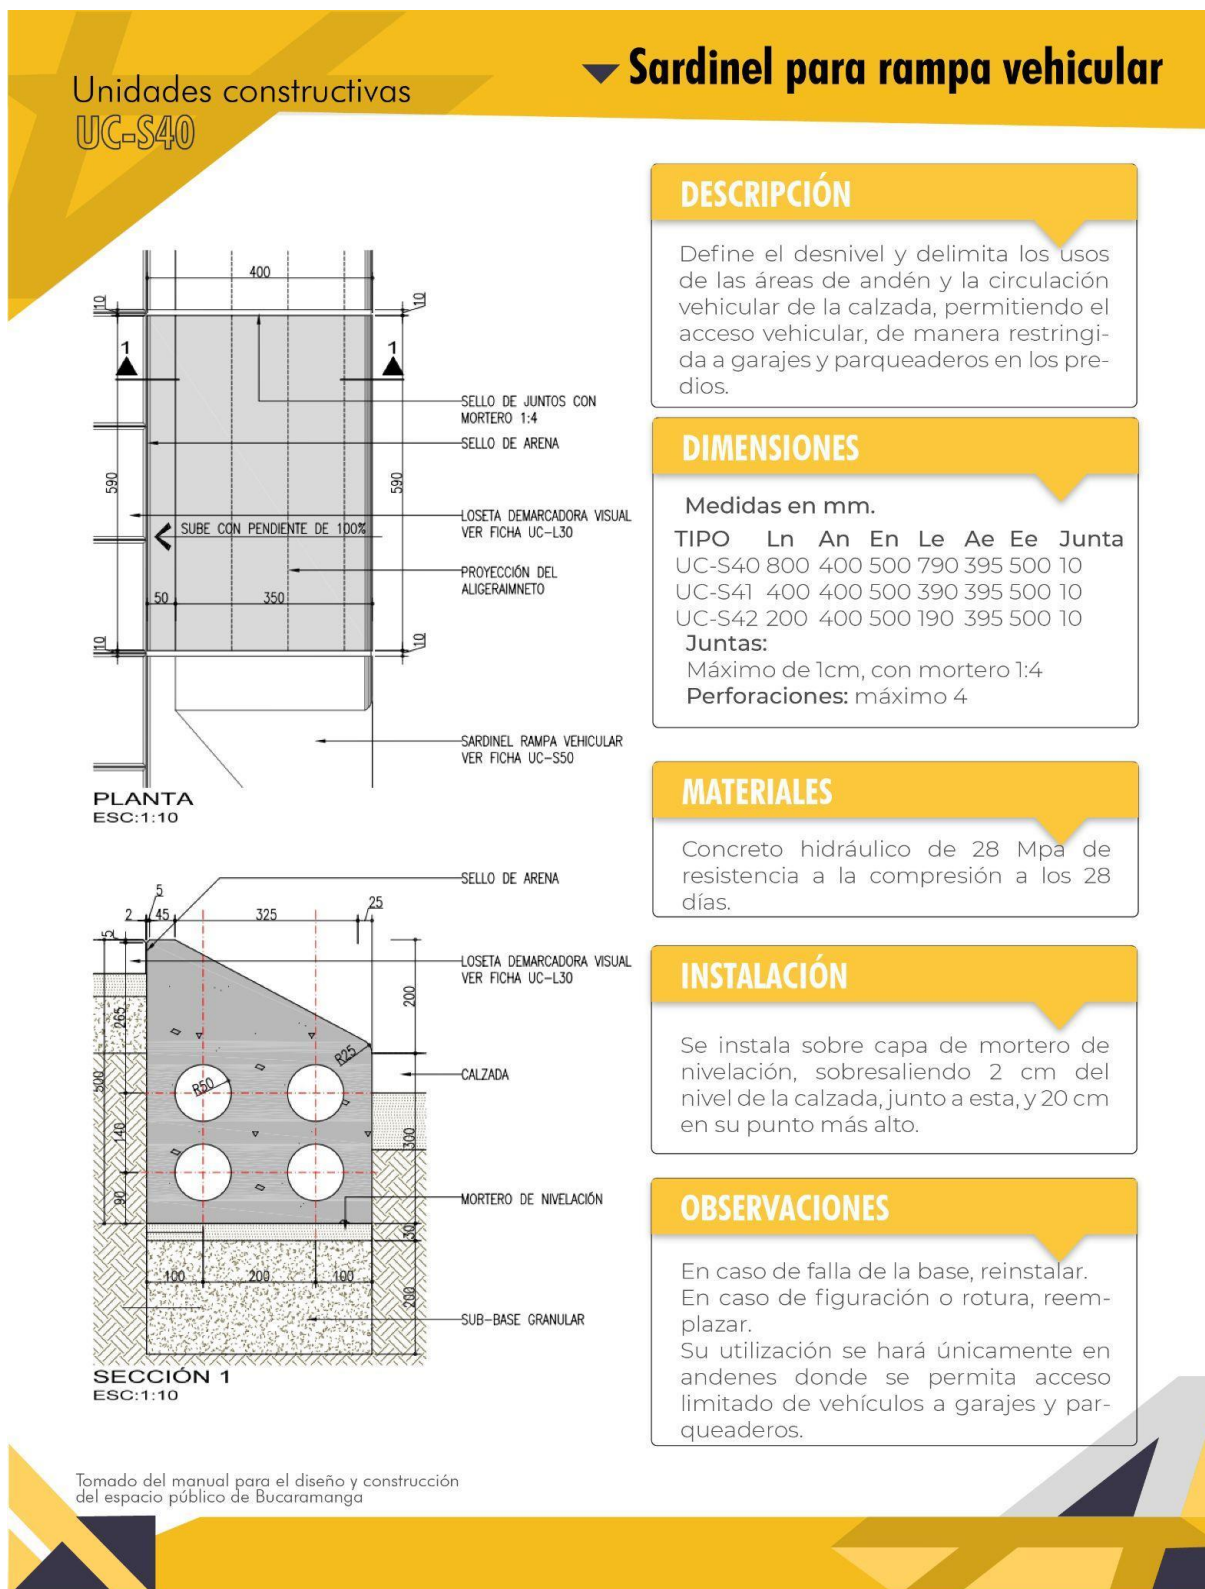 Unidades constructivas
UC-S40
Sardinel para rampa vehicular
400
10
10
1
1
590
590
SELLO DE JUNTOS CON
MORTERO 1:4
SELLO DE ARENA
LOSETA DEMARCADORA VISUAL
VER FICHA UC-L30
SUBE CON PENDIENTE DE 100%
PROYECCIÓN DEL
ALIGERAIMNETO
50
350
10
10
SARDINEL RAMPA VEHICULAR
VER FICHA UC-S50
PLANTA
ESC:1:10
SELLO DE ARENA
5
2
45
325
25
5
LOSETA DEMARCADORA VISUAL
VER FICHA UC-L30
200
265
R25
500
R50
CALZADA
140
300
90
MORTERO DE NIVELACIÓN
30
100
200
100
200
SUB-BASE GRANULAR
SECCIÓN 1
ESC:1:10
DESCRIPCIÓN
Define el desnivel y delimita los usos
de las áreas de andén y la circulación
vehicular de la calzada, permitiendo el
acceso vehicular, de manera restringi-
da a garajes y parqueaderos en los pre-
dios.
DIMENSIONES
Medidas en mm.
TIPO Ln An En Le Ae Ee Junta
UC-S40 800 400 500 790 395 500 10
UC-S41 400 400 500 390 395 500 10
UC-S42 200 400 500 190 395 500 10
Juntas:
Máximo de 1cm, con mortero 1:4
Perforaciones: máximo 4
MATERIALES
Concreto hidráulico de 28 Mpa de
resistencia a la compresión a los 28
días.
INSTALACIÓN
Se instala sobre capa de mortero de
nivelación, sobresaliendo 2 cm del
nivel de la calzada, junto a esta, y 20 cm
en su punto más alto.
OBSERVACIONES
En caso de falla de la base, reinstalar.
En caso de figuración o rotura, reem-
plazar.
Su utilización se hará únicamente en
andenes donde se permita acceso
limitado de vehículos a garajes y par-
queaderos.
Tomado del manual para el diseño y construcción
del espacio público de Bucaramanga